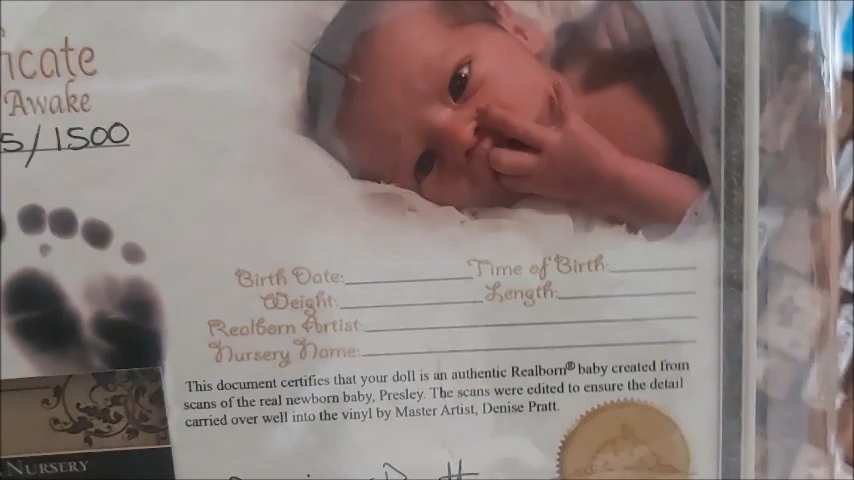 icate
Awake
5/1500
Birth Date: Time of Birth:
Weight: Length:
Realborn Artist:
Nursery Name:
This document certifies that your doll is an authentic Realborn® baby created from
scans of the real newborn baby, Presley. The scans were edited to ensure the detail
carried over well into the vinyl by Master Artist, Denise Pratt.
NURSERY